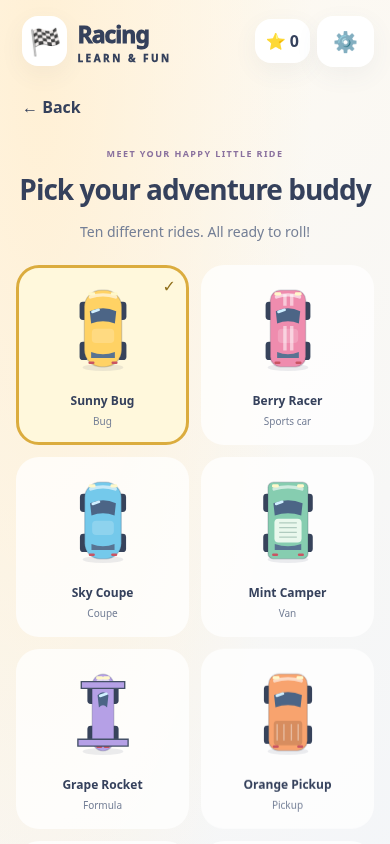 Racing
LEARN & FUN
⭐ 0
← Back
MEET YOUR HAPPY LITTLE RIDE
Pick your adventure buddy
Ten different rides. All ready to roll!
✓
Sunny Bug
Bug
Berry Racer
Sports car
Sky Coupe
Coupe
Mint Camper
Van
Grape Rocket
Formula
Orange Pickup
Pickup